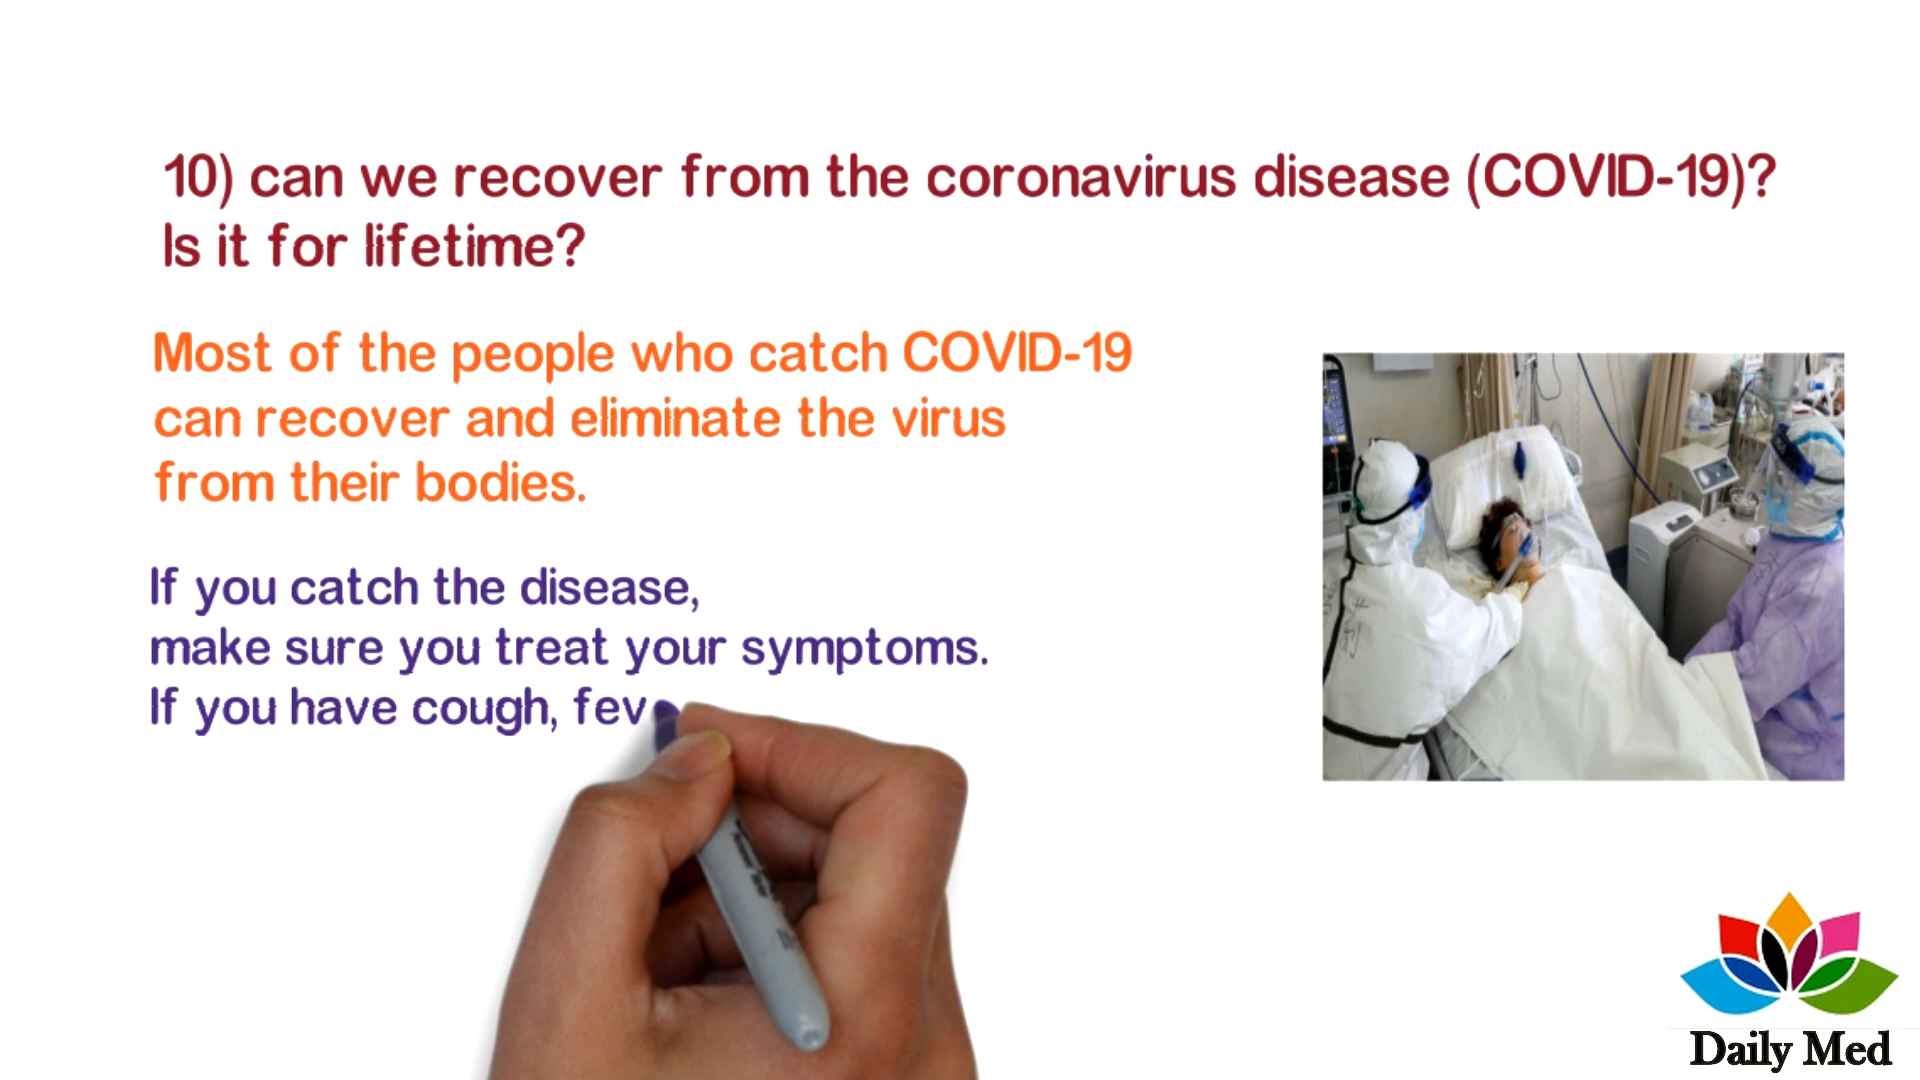 10) can we recover from the coronavirus disease (COVID-19)?
Is it for lifetime?
Most of the people who catch COVID-19
can recover and eliminate the virus
from their bodies.
If you catch the disease,
make sure you treat your symptoms.
If you have cough, fev
Daily Med